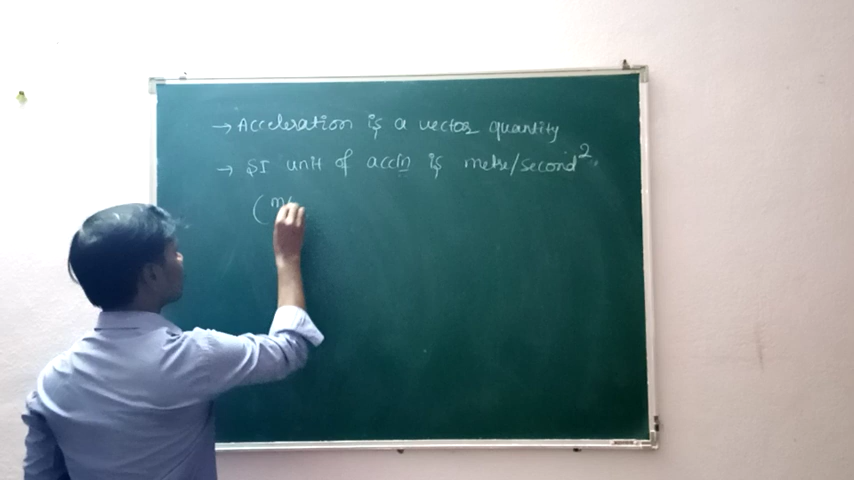 → Acceleration is a vector quantity
→ SI unit of accln is metre/second².
(m/